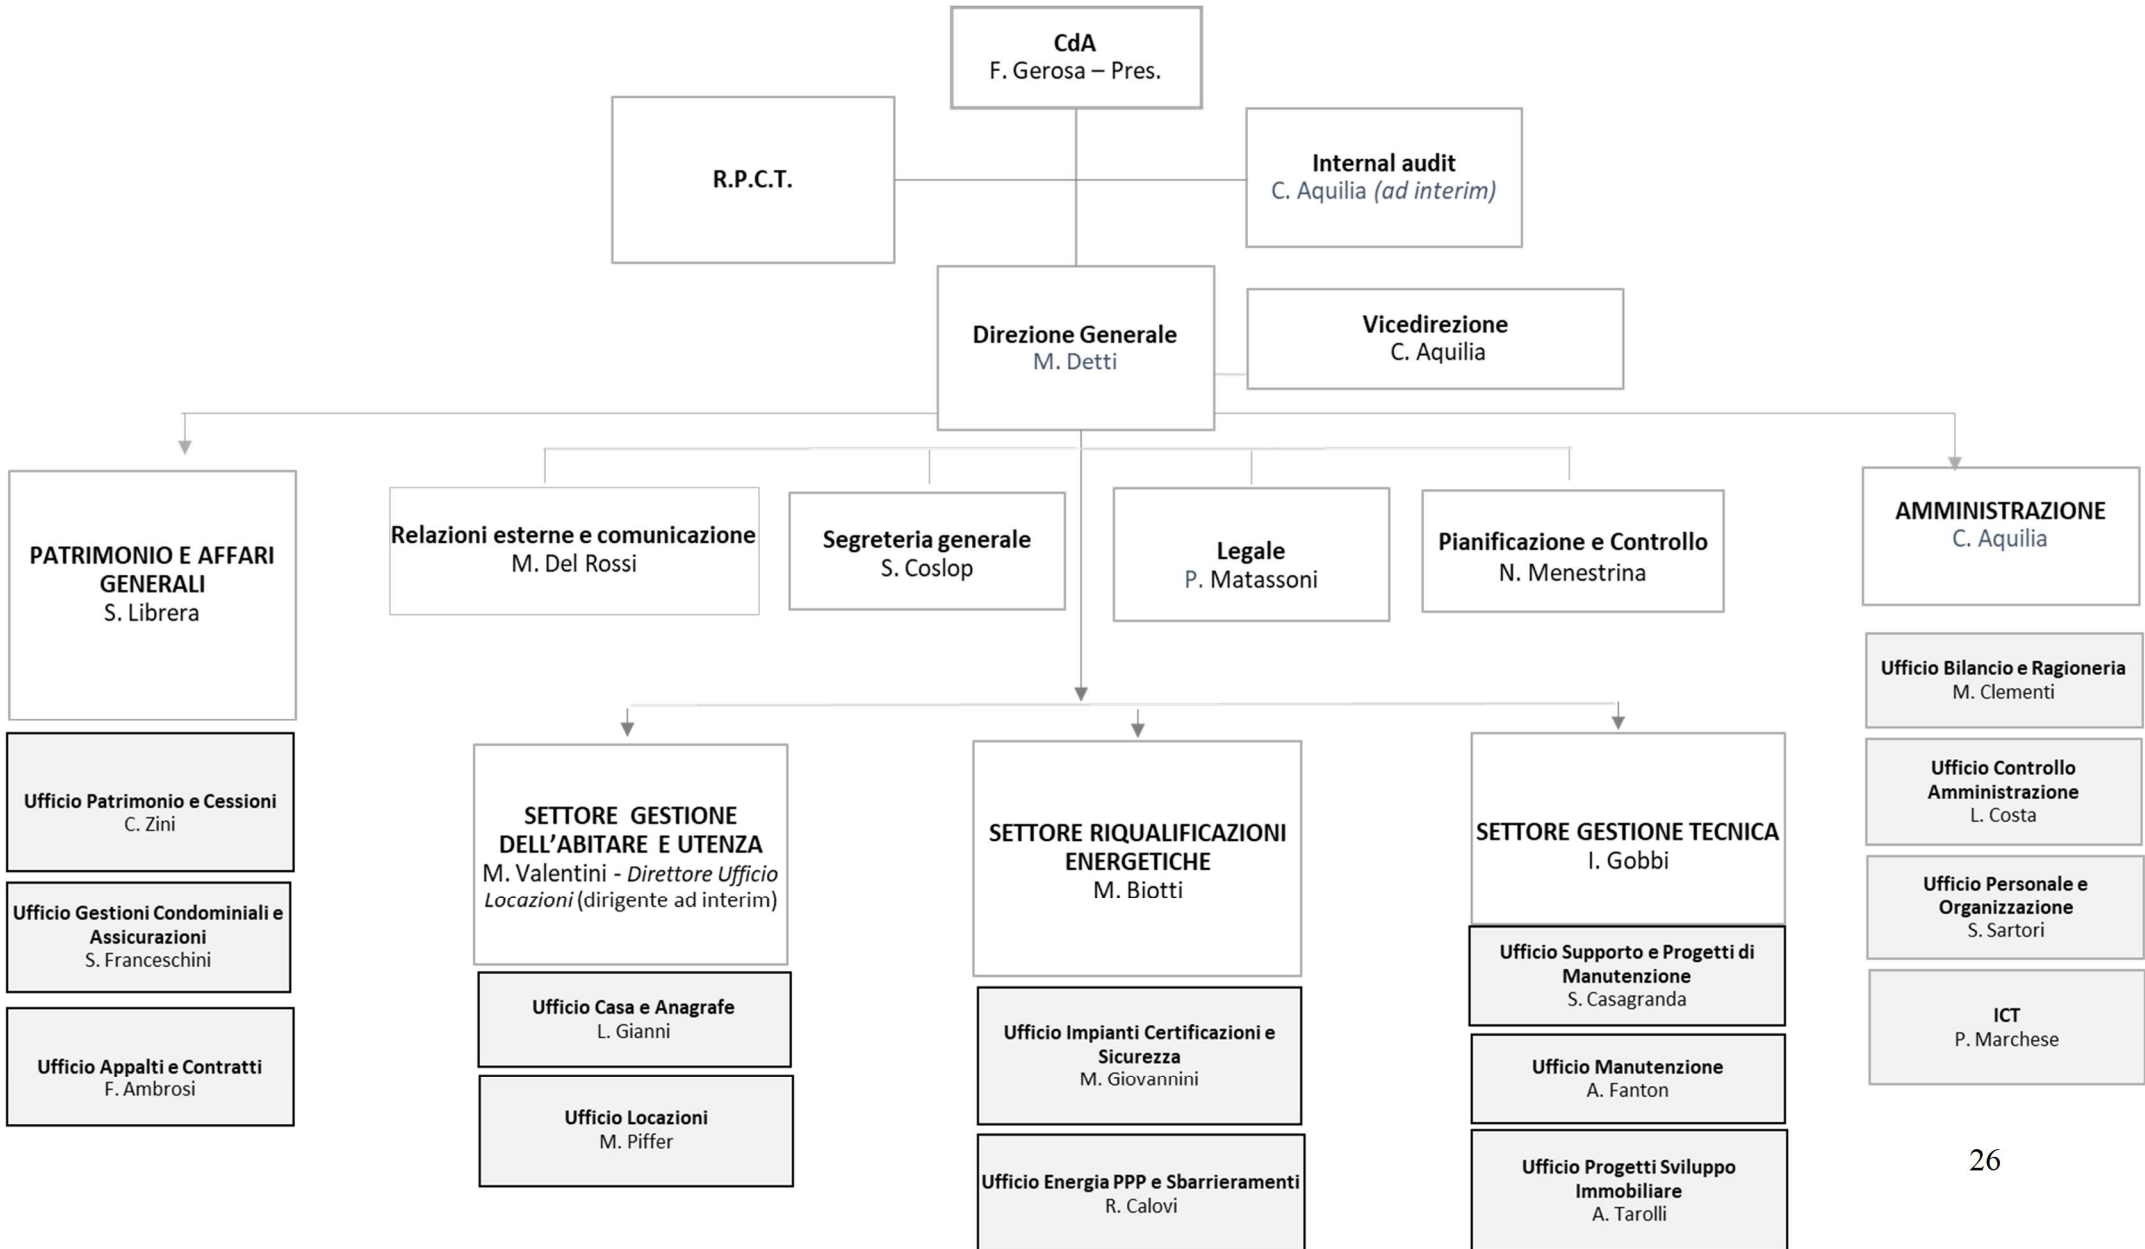 CdA
F. Gerosa – Pres.
R.P.C.T.
Internal audit
C. Aquilia (ad interim)
Direzione Generale
M. Detti
Vicedirezione
C. Aquilia
PATRIMONIO E AFFARI
GENERALI
S. Librera
Relazioni esterne e comunicazione
M. Del Rossi
Segreteria generale
S. Coslop
Legale
P. Matassoni
Pianificazione e Controllo
N. Menestrina
AMMINISTRAZIONE
C. Aquilia
Ufficio Patrimonio e Cessioni
C. Zini
Ufficio Gestioni Condominiali e
Assicurazioni
S. Franceschini
Ufficio Appalti e Contratti
F. Ambrosi
SETTORE GESTIONE
DELL’ABITARE E UTENZA
M. Valentini - Direttore Ufficio
Locazioni (dirigente ad interim)
Ufficio Casa e Anagrafe
L. Gianni
Ufficio Locazioni
M. Piffer
SETTORE RIQUALIFICAZIONI
ENERGETICHE
M. Biotti
Ufficio Impianti Certificazioni e
Sicurezza
M. Giovannini
Ufficio Energia PPP e Sbarrieramenti
R. Calovi
SETTORE GESTIONE TECNICA
I. Gobbi
Ufficio Supporto e Progetti di
Manutenzione
S. Casagranda
Ufficio Manutenzione
A. Fanton
Ufficio Progetti Sviluppo
Immobiliare
A. Tarolli
Ufficio Bilancio e Ragioneria
M. Clementi
Ufficio Controllo
Amministrazione
L. Costa
Ufficio Personale e
Organizzazione
S. Sartori
ICT
P. Marchese
26